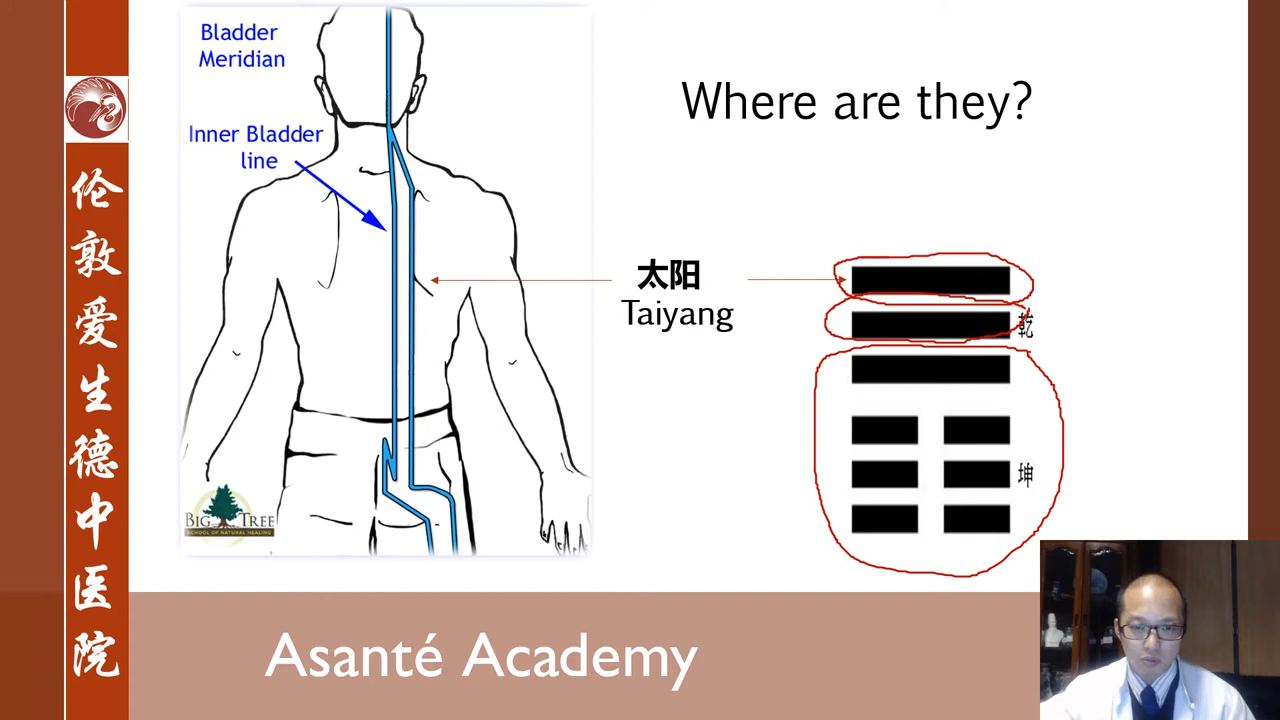 伦敦爱生德中医院
Bladder
Meridian
Inner Bladder
line
Where are they?
太阳
Taiyang
乾
坤
BIG TREE
SCHOOL OF NATURAL HEALING
Asanté Academy